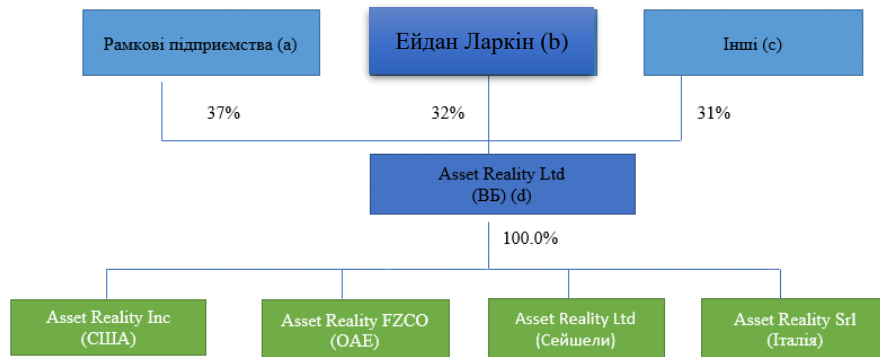 Рамкові підприємства (a)
Ейдан Ларкін (b)
Інші (c)
37%
32%
31%
Asset Reality Ltd
(ВБ) (d)
100.0%
Asset Reality Inc
(США)
Asset Reality FZCO
(ОАЕ)
Asset Reality Ltd
(Сейшели)
Asset Reality Srl
(Італія)